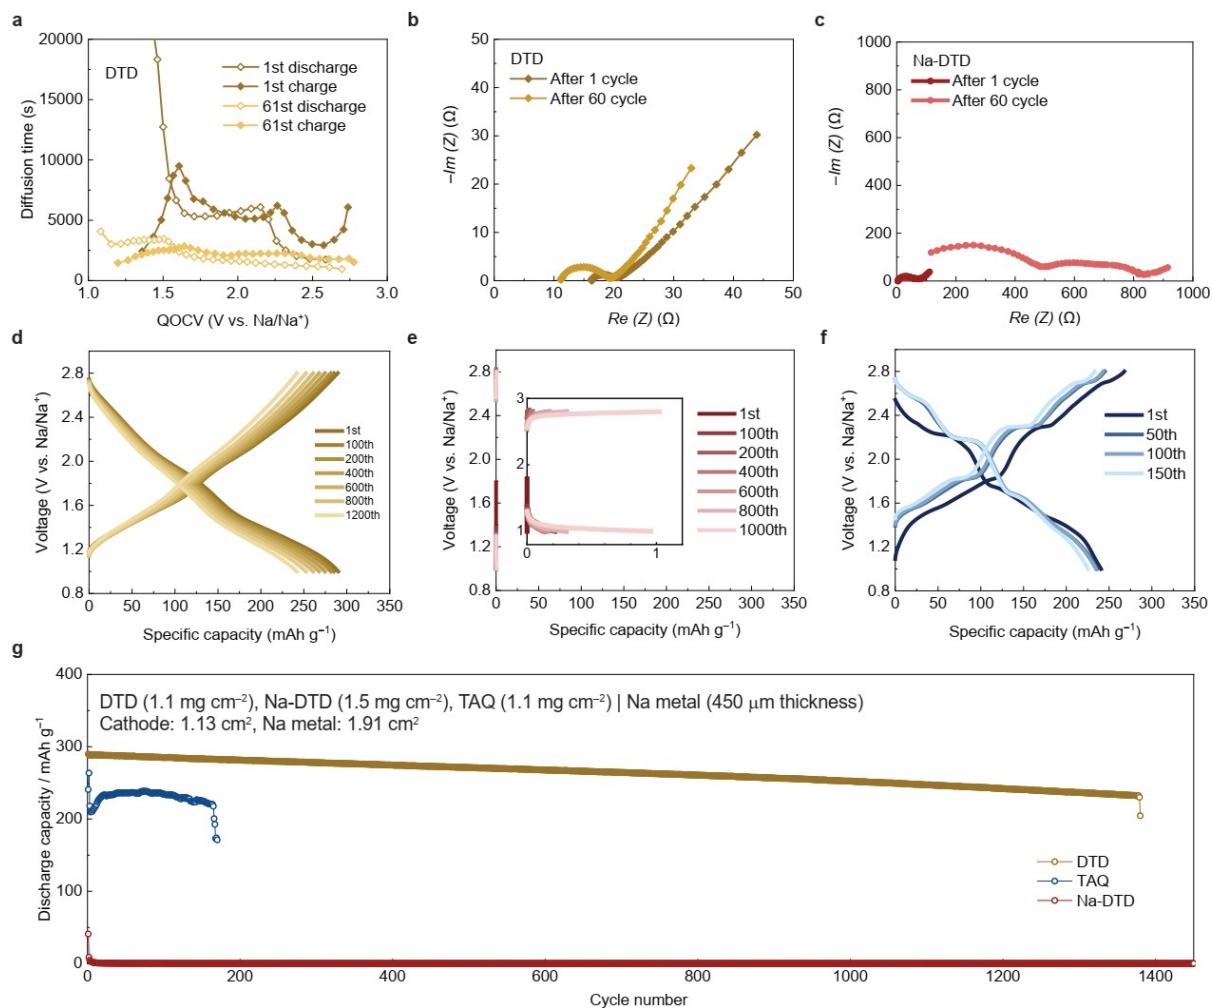 a
20000
15000
10000
5000
0
1.0
1.5
2.0
2.5
3.0
Diffusion time (s)
QOCV (V vs. Na/Na⁺)
DTD
1st discharge
1st charge
61st discharge
61st charge
b
50
40
30
20
10
0
0
10
20
30
40
50
–Im (Z) (Ω)
Re (Z) (Ω)
DTD
After 1 cycle
After 60 cycle
c
1000
800
600
400
200
0
0
200
400
600
800
1000
–Im (Z) (Ω)
Re (Z) (Ω)
Na-DTD
After 1 cycle
After 60 cycle
d
2.8
2.4
2.0
1.6
1.2
0.8
0
50
100
150
200
250
300
350
Voltage (V vs. Na/Na⁺)
Specific capacity (mAh g⁻¹)
1st
100th
200th
400th
600th
800th
1200th
e
2.8
2.4
2.0
1.6
1.2
0.8
0
50
100
150
200
250
300
350
Voltage (V vs. Na/Na⁺)
Specific capacity (mAh g⁻¹)
3
2
1
0
1
1st
100th
200th
400th
600th
800th
1000th
f
2.8
2.4
2.0
1.6
1.2
0.8
0
50
100
150
200
250
300
350
Voltage (V vs. Na/Na⁺)
Specific capacity (mAh g⁻¹)
1st
50th
100th
150th
g
400
300
200
100
0
0
200
400
600
800
1000
1200
1400
Discharge capacity / mAh g⁻¹
Cycle number
DTD (1.1 mg cm⁻²), Na-DTD (1.5 mg cm⁻²), TAQ (1.1 mg cm⁻²) | Na metal (450 μm thickness)
Cathode: 1.13 cm², Na metal: 1.91 cm²
DTD
TAQ
Na-DTD